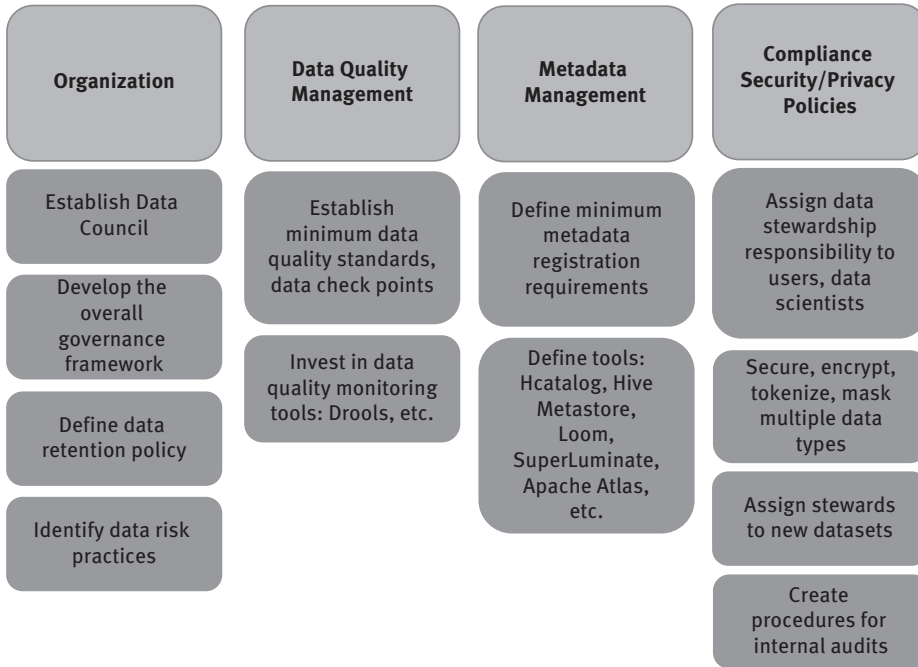 Organization
Establish Data
Council
Develop the
overall
governance
framework
Define data
retention policy
Identify data risk
practices
Data Quality
Management
Establish
minimum data
quality standards,
data check points
Invest in data
quality monitoring
tools: Drools, etc.
Metadata
Management
Define minimum
metadata
registration
requirements
Define tools:
Hcatalog, Hive
Metastore,
Loom,
SuperLuminate,
Apache Atlas,
etc.
Compliance
Security/Privacy
Policies
Assign data
stewardship
responsibility to
users, data
scientists
Secure, encrypt,
tokenize, mask
multiple data
types
Assign stewards
to new datasets
Create
procedures for
internal audits